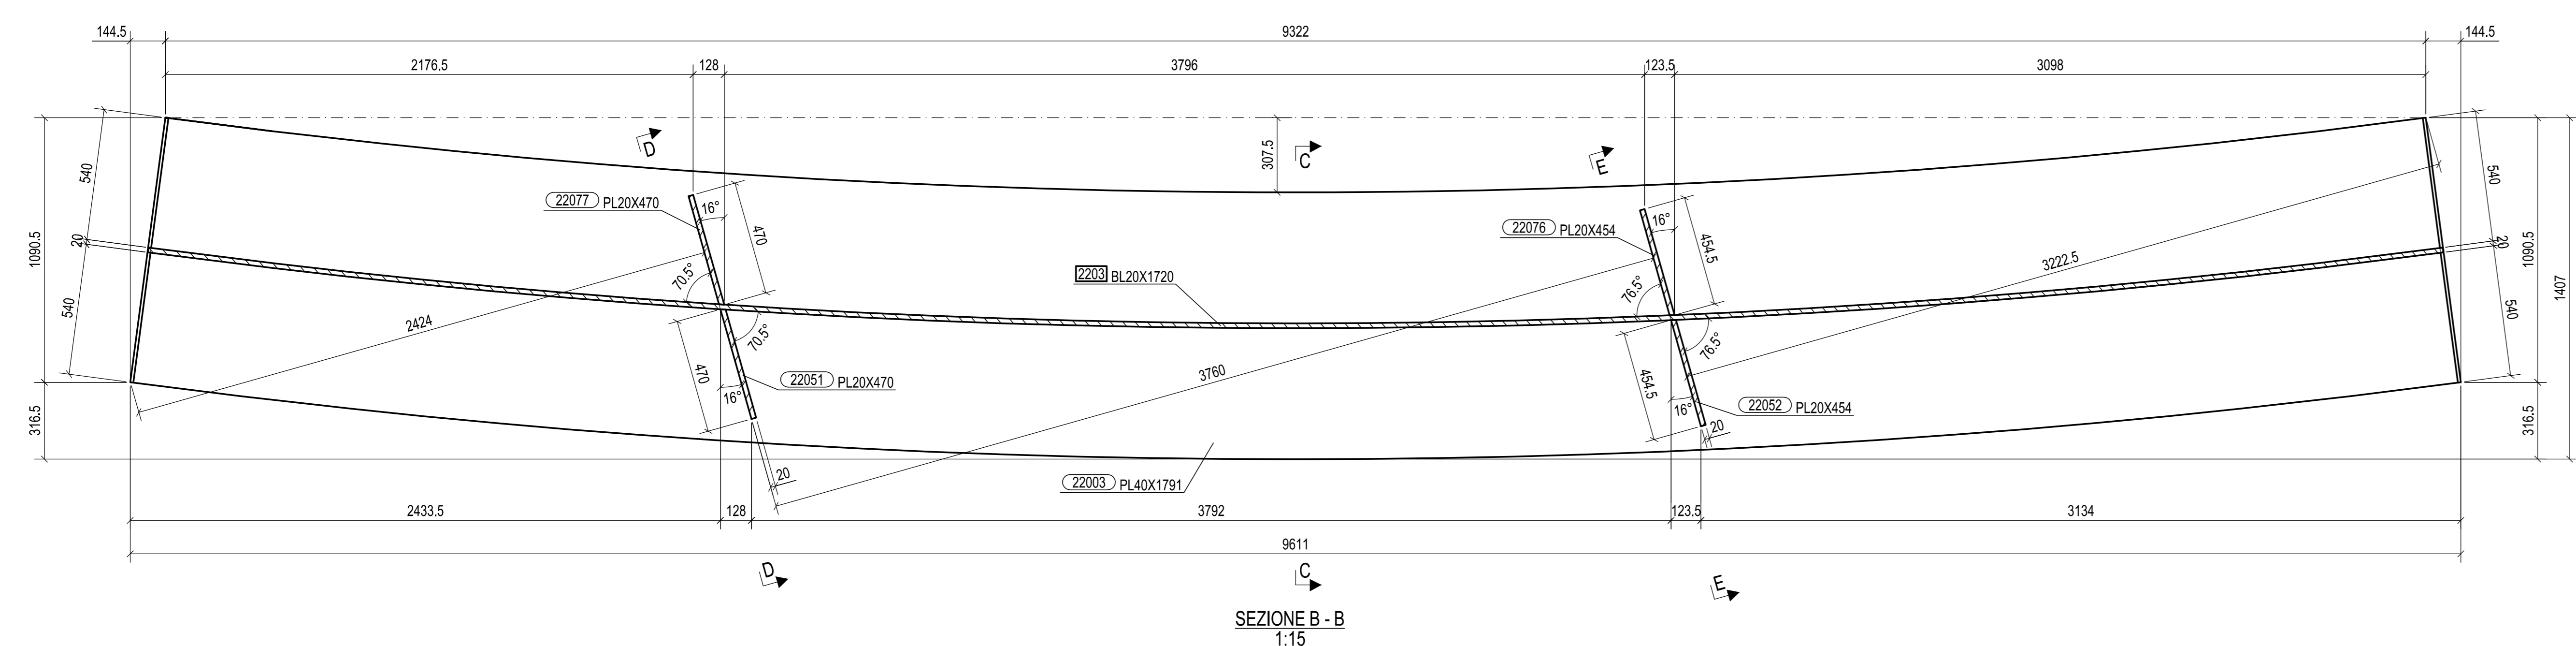 144.5 9322 144.5
2176.5 128 3796 123.5 3098
D C E
307.5
540 540
22077 PL20X470 16° 470
22076 PL20X454 16° 454.5
1090.5 20 70.5° 2203 BL20X1720 76.5° 3222.5 20 1090.5 1407
540 2424 70.5° 3760 76.5° 540
470 22051 PL20X470 454.5 22052 PL20X454
16° 16°
316.5 20 316.5
20 22003 PL40X1791
2433.5 128 3792 123.5 3134
9611
D C E
SEZIONE B - B
1:15